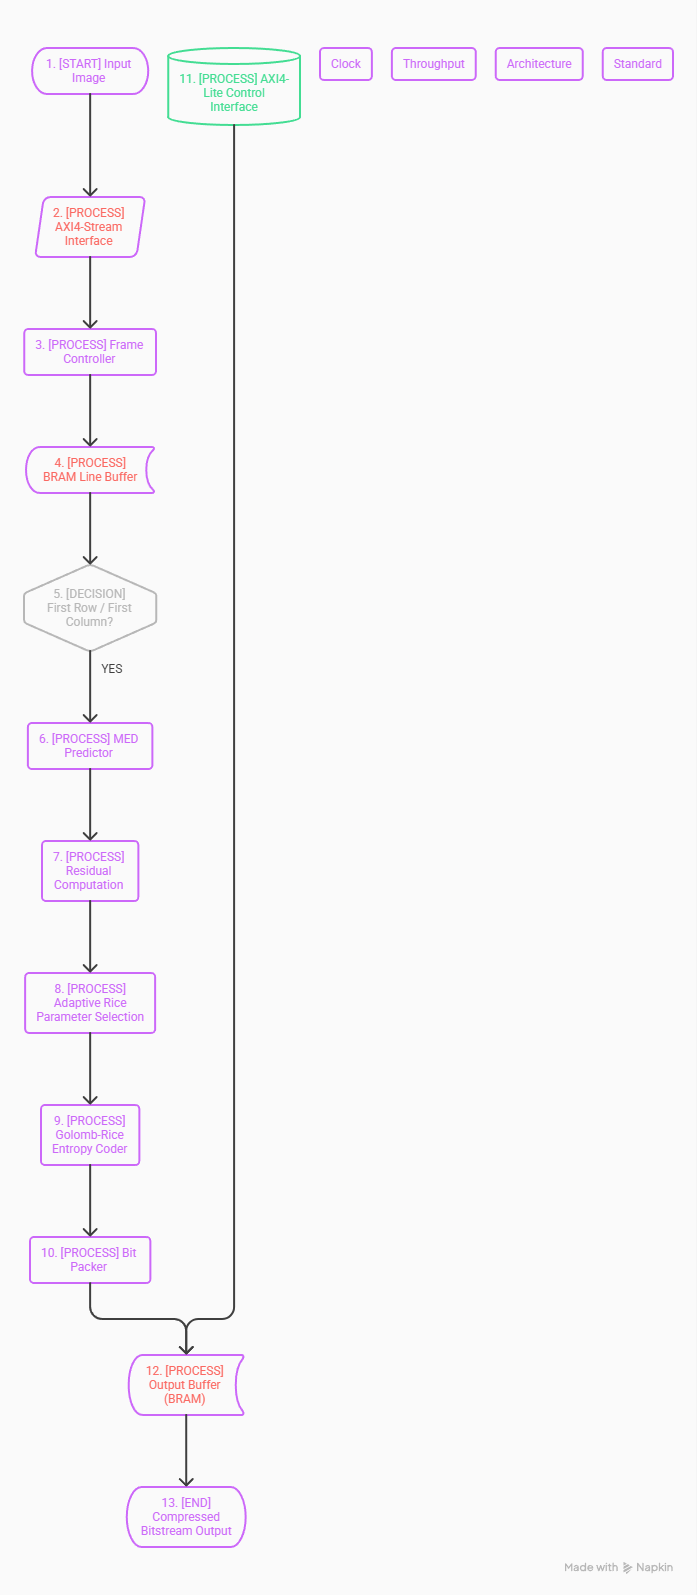 1. [START] Input
Image
11. [PROCESS] AXI4-
Lite Control
Interface
Clock
Throughput
Architecture
Standard
2. [PROCESS]
AXI4-Stream
Interface
3. [PROCESS] Frame
Controller
4. [PROCESS]
BRAM Line Buffer
5. [DECISION]
First Row / First
Column?
YES
6. [PROCESS] MED
Predictor
7. [PROCESS]
Residual
Computation
8. [PROCESS]
Adaptive Rice
Parameter Selection
9. [PROCESS]
Golomb-Rice
Entropy Coder
10. [PROCESS] Bit
Packer
12. [PROCESS]
Output Buffer
(BRAM)
13. [END]
Compressed
Bitstream Output
Made with Napkin